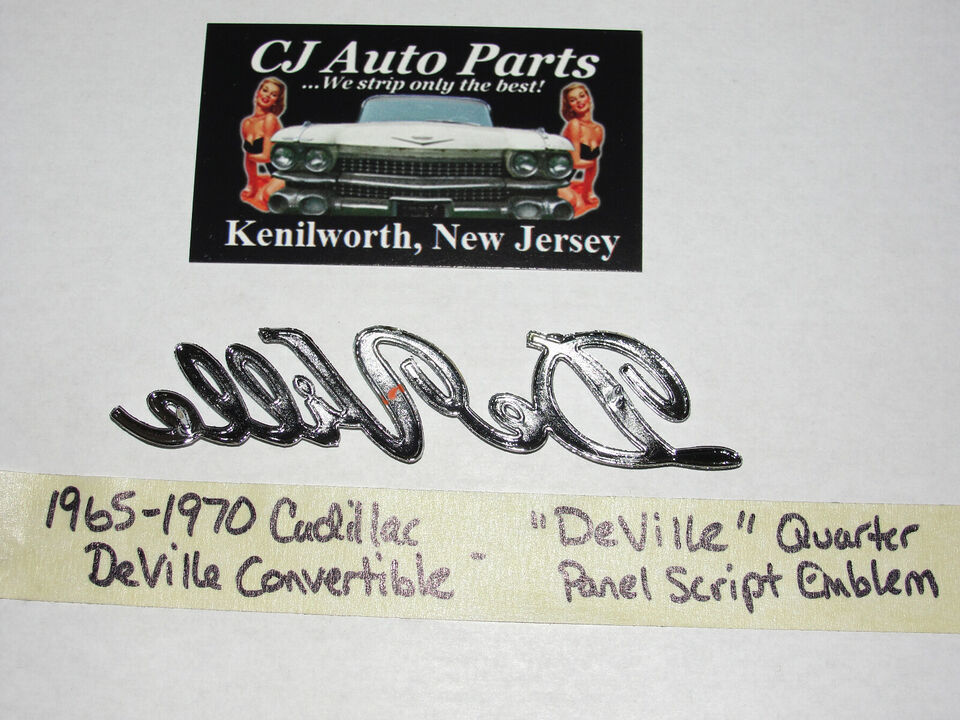 CJ Auto Parts
...We strip only the best!
Kenilworth, New Jersey
DeVille
1965-1970 Cadillac
DeVille Convertible -
"DeVille" Quarter
Panel Script Emblem